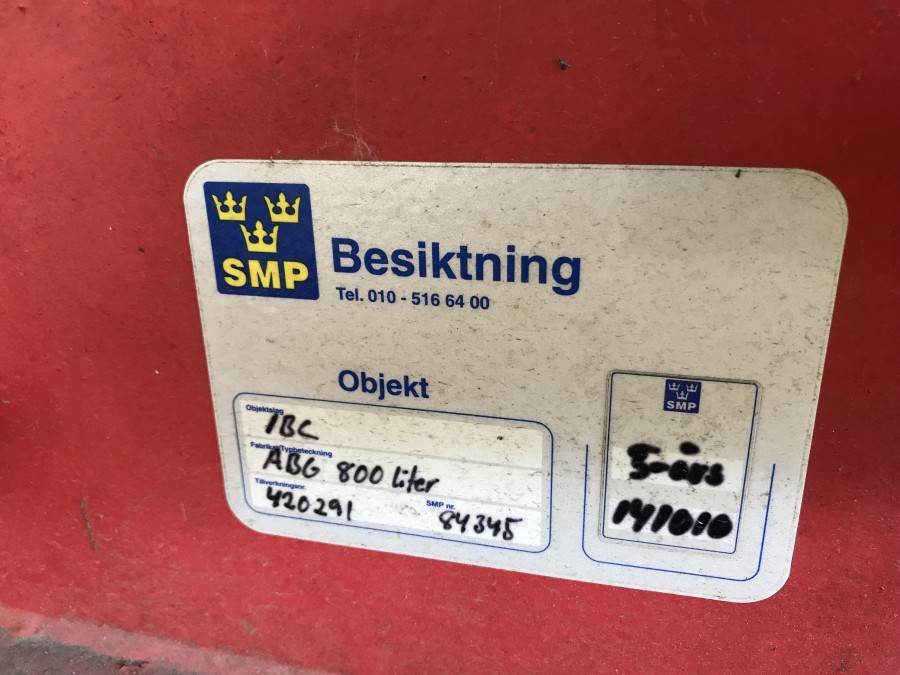 SMP
Besiktning
Tel. 010 - 516 64 00
Objekt
Objektslag
IBC
Fabrikat/Typbeteckning
ABG 800 liter
Tillverkningsnr.
SMP nr.
420291
84345
SMP
5-års
141010